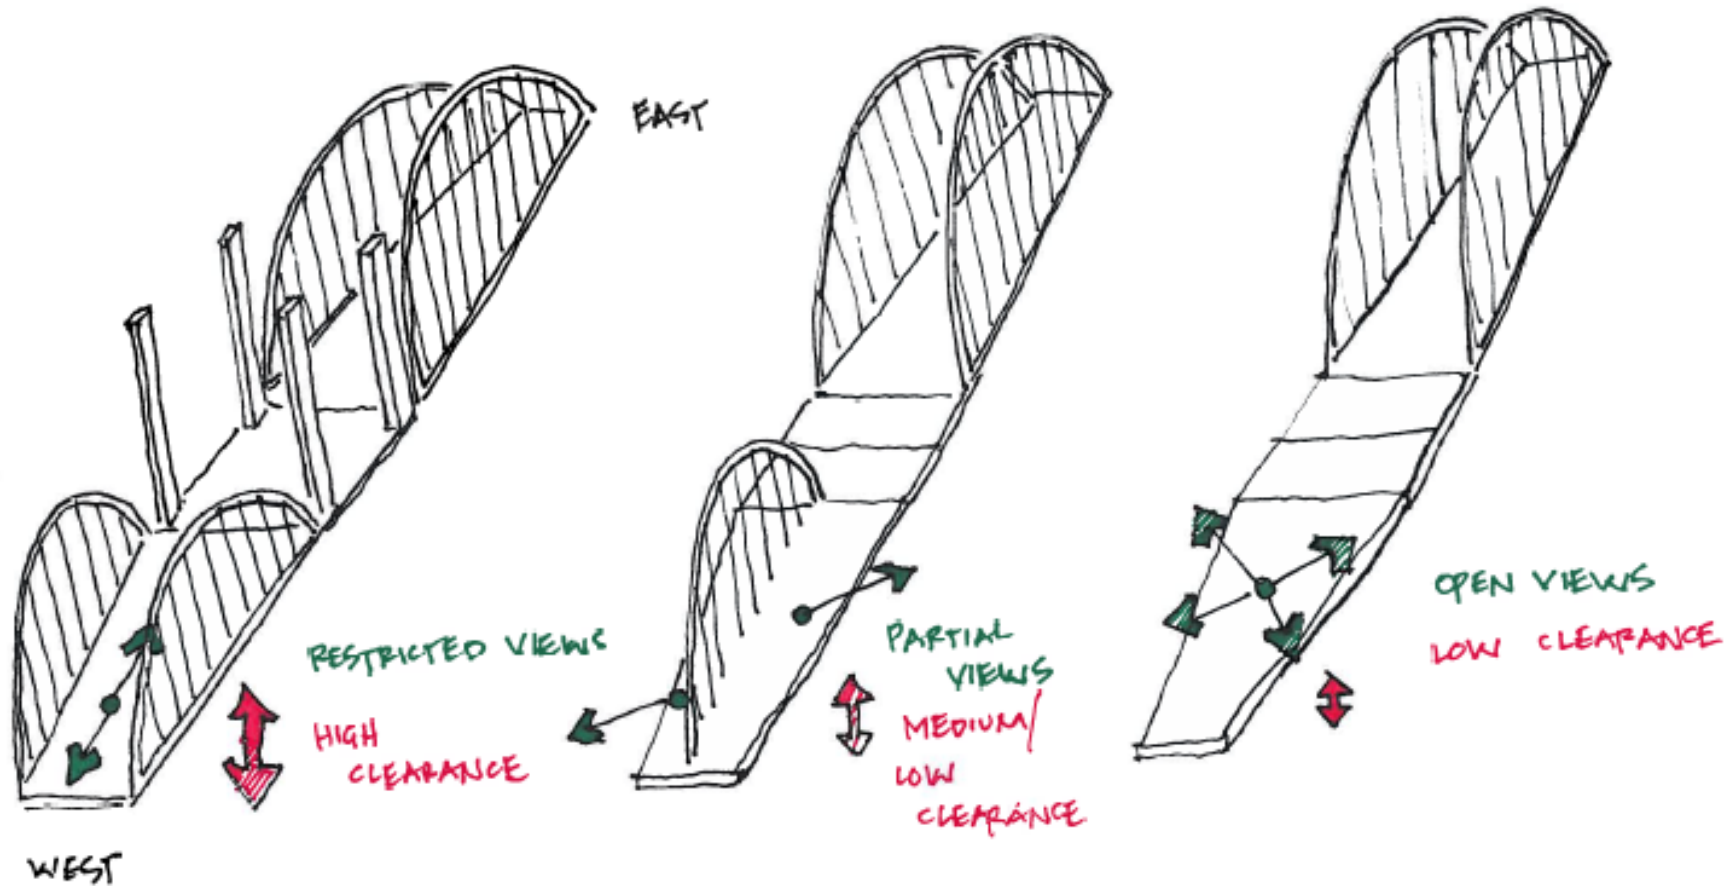 EAST
RESTRICTED VIEWS
HIGH
CLEARANCE
WEST
PARTIAL
VIEWS
MEDIUM/
LOW
CLEARANCE
OPEN VIEWS
LOW CLEARANCE